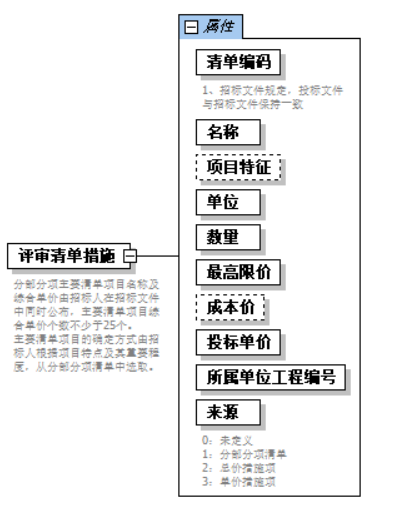 属性
清单编码
1、招标文件规定，投标文件
与招标文件保持一致
名称
项目特征
单位
数量
评审清单措施
分部分项主要清单项目名称及
综合单价由招标人在招标文件
中同时公布，主要清单项目综
合单价个数不少于25个。
主要清单项目的确定方式由招
标人根据项目特点及其重要程
度，从分部分项清单中选取。
最高限价
成本价
投标单价
所属单位工程编号
来源
0：未定义
1：分部分项清单
2：总价措施项
3：单价措施项